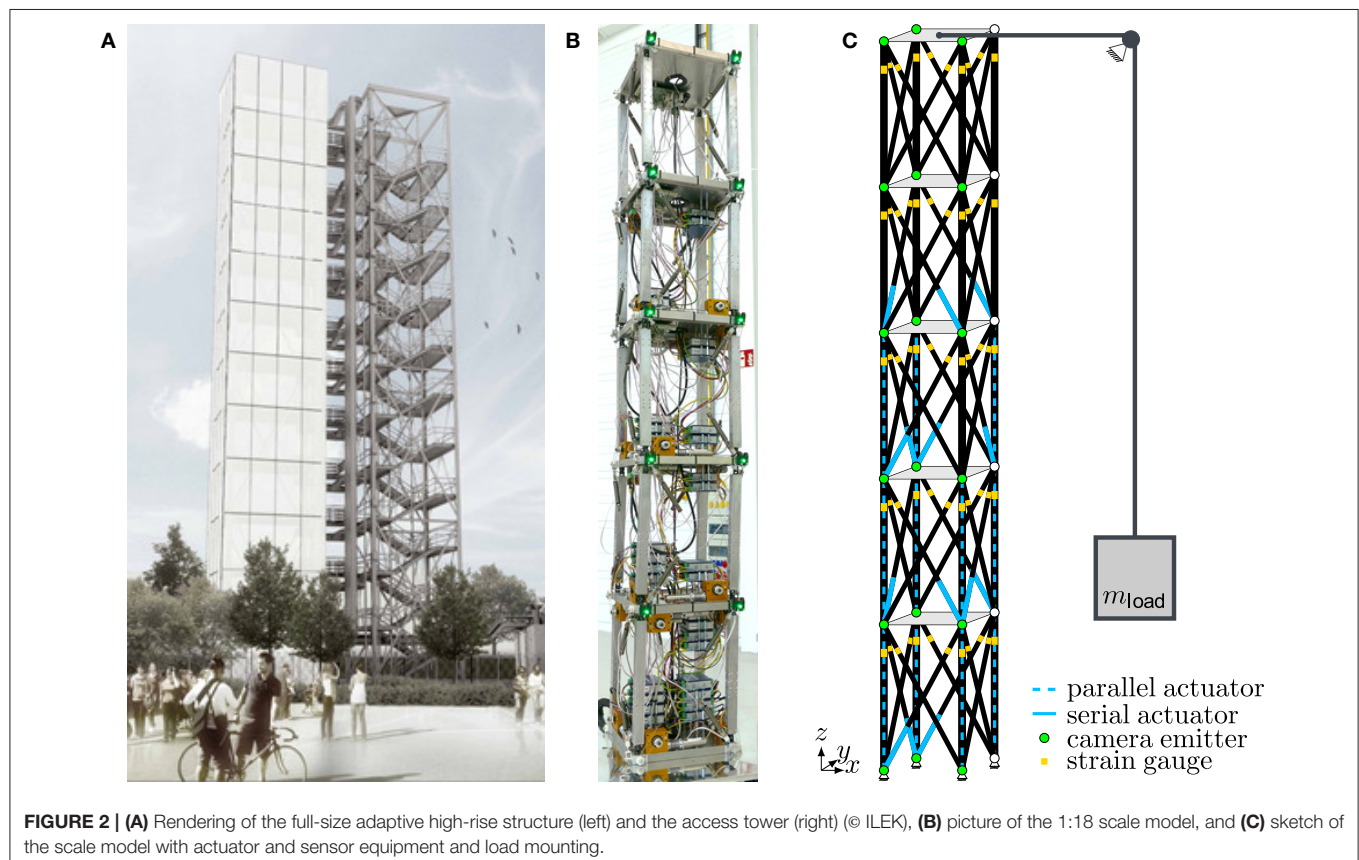 A
B
C
m_load
parallel actuator
serial actuator
camera emitter
strain gauge
z
y
x
FIGURE 2 | (A) Rendering of the full-size adaptive high-rise structure (left) and the access tower (right) (© ILEK), (B) picture of the 1:18 scale model, and (C) sketch of
the scale model with actuator and sensor equipment and load mounting.